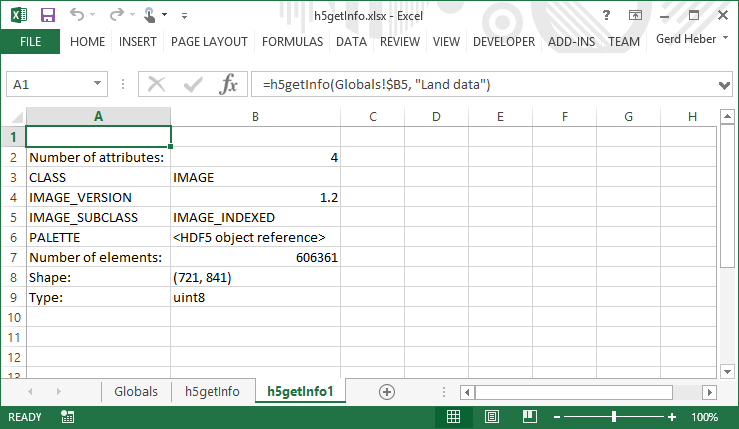 h5getInfo.xlsx - Excel
FILE HOME INSERT PAGE LAYOUT FORMULAS DATA REVIEW VIEW DEVELOPER ADD-INS TEAM Gerd Heber
A1 fx =h5getInfo(Globals!$B5, "Land data")
A B C D E F G H
1
2 Number of attributes: 4
3 CLASS IMAGE
4 IMAGE_VERSION 1.2
5 IMAGE_SUBCLASS IMAGE_INDEXED
6 PALETTE <HDF5 object reference>
7 Number of elements: 606361
8 Shape: (721, 841)
9 Type: uint8
10
11
12
13
Globals h5getInfo h5getInfo1
READY 100%